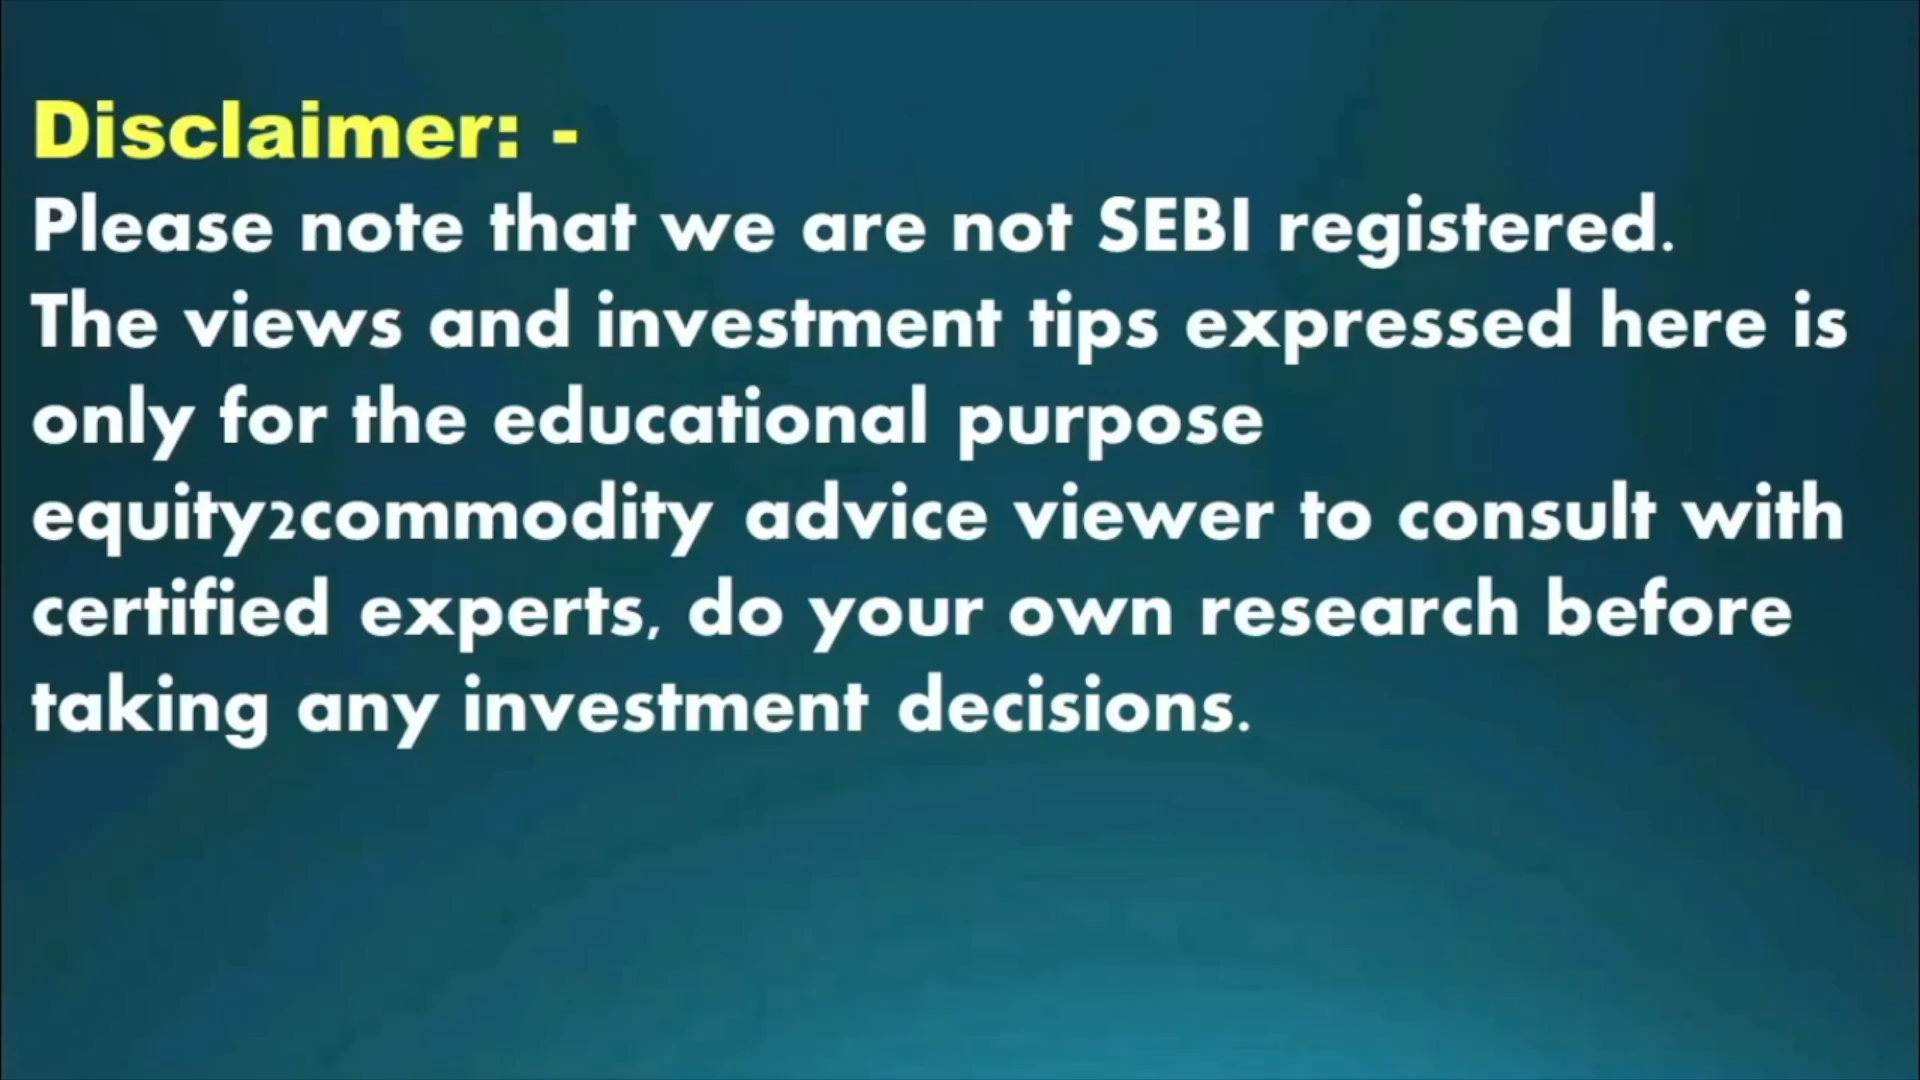 Disclaimer: -
Please note that we are not SEBI registered.
The views and investment tips expressed here is
only for the educational purpose
equity2commodity advice viewer to consult with
certified experts, do your own research before
taking any investment decisions.